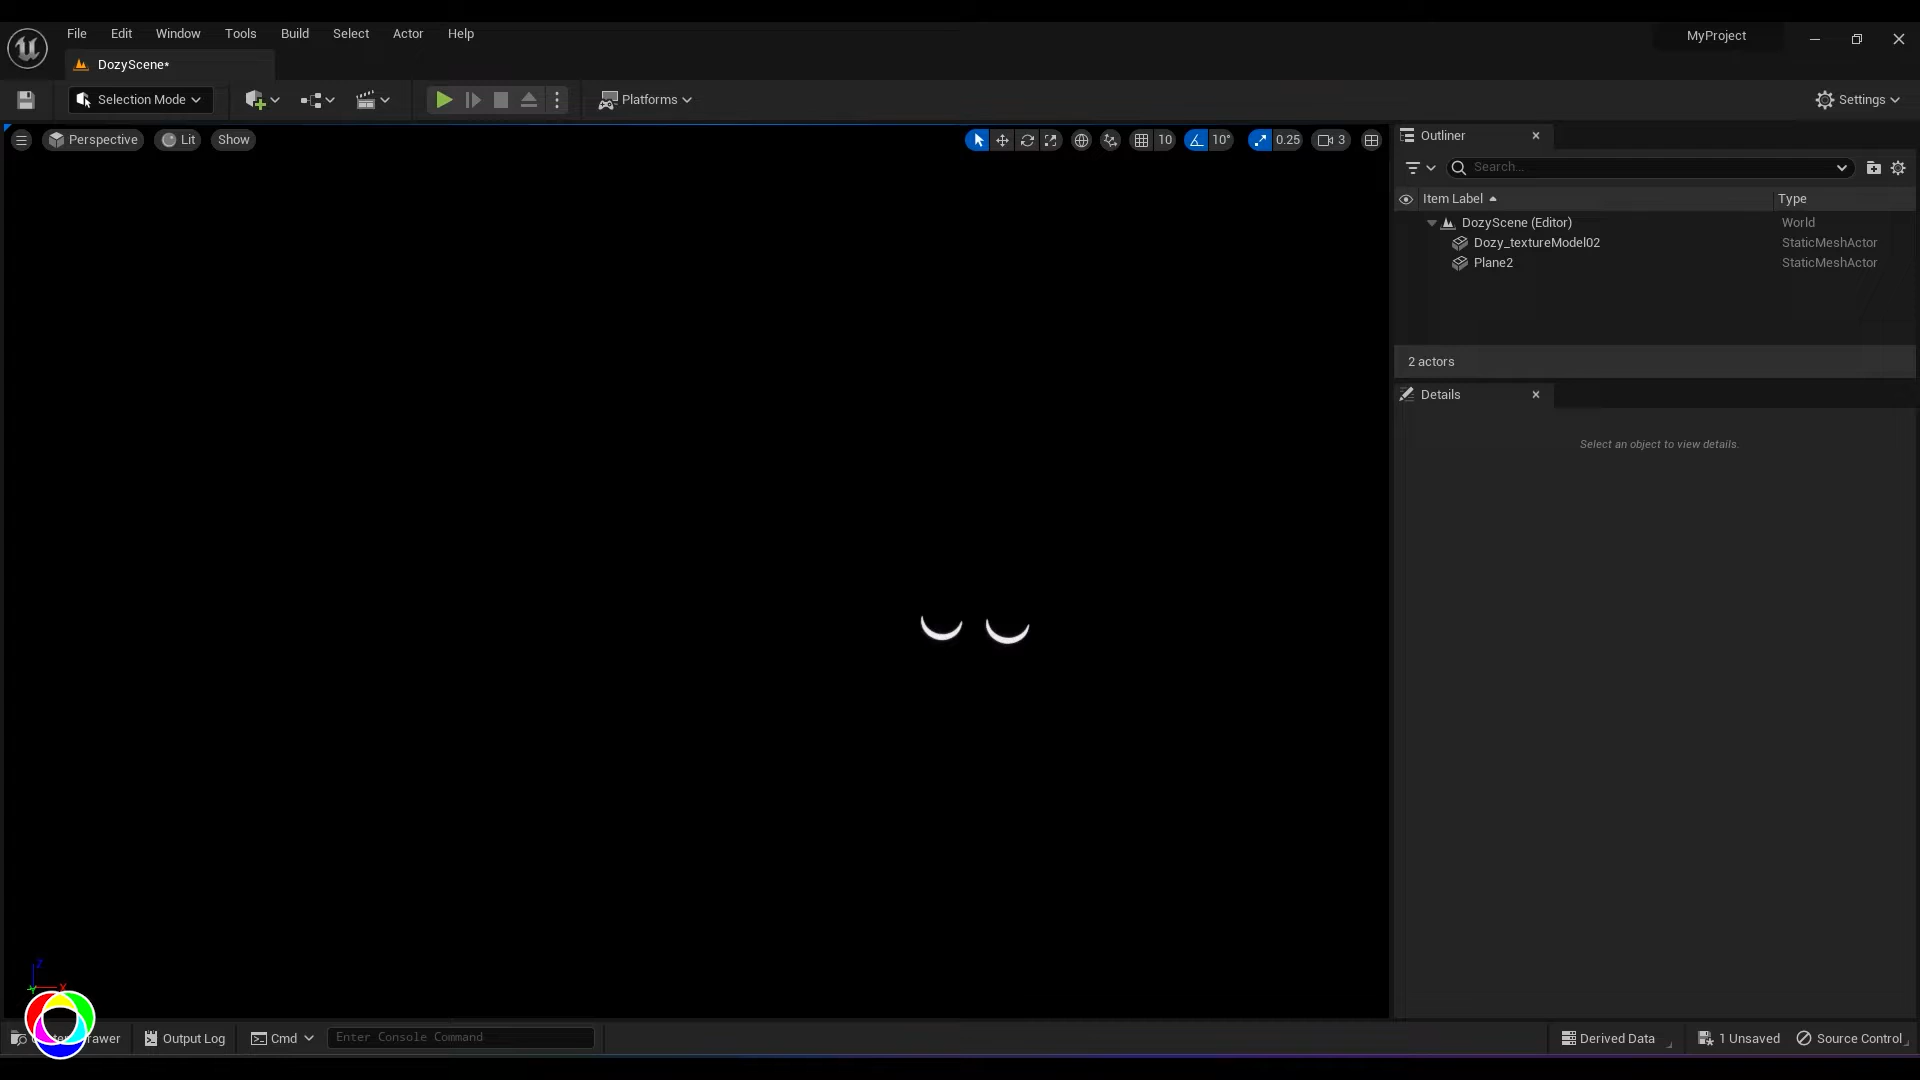 File Edit Window Tools Build Select Actor Help
MyProject
DozyScene*
Selection Mode
Platforms
Settings
Perspective Lit Show
10 10° 0.25 3
Outliner
Search...
Item Label Type
DozyScene (Editor) World
Dozy_textureModel02 StaticMeshActor
Plane2 StaticMeshActor
2 actors
Details
Select an object to view details.
Z
X
Output Log Cmd Enter Console Command Derived Data 1 Unsaved Source Control